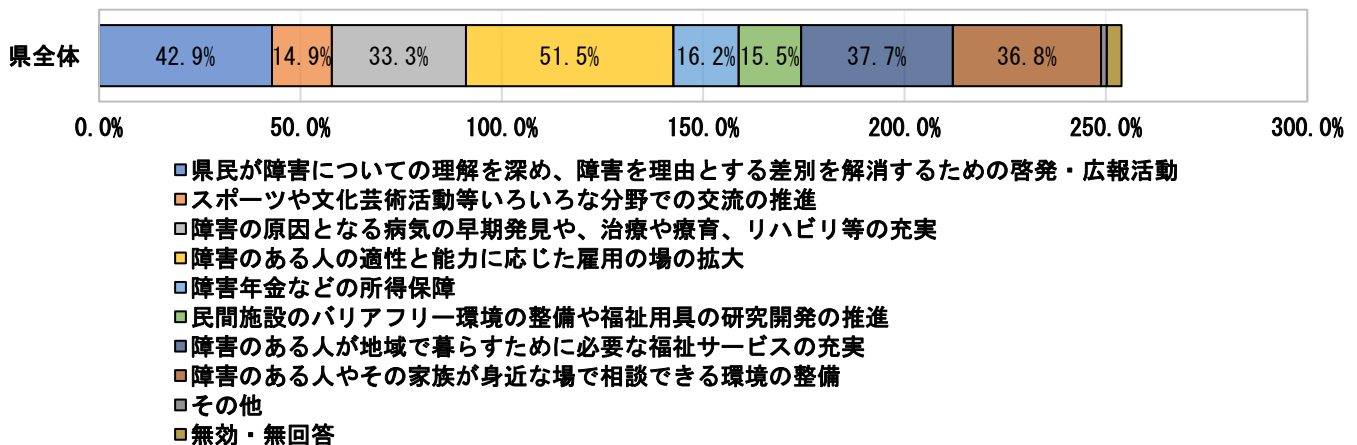 県全体
42.9% 14.9% 33.3% 51.5% 16.2% 15.5% 37.7% 36.8%
0.0% 50.0% 100.0% 150.0% 200.0% 250.0% 300.0%
県民が障害についての理解を深め、障害を理由とする差別を解消するための啓発・広報活動
スポーツや文化芸術活動等いろいろな分野での交流の推進
障害の原因となる病気の早期発見や、治療や療育、リハビリ等の充実
障害のある人の適性と能力に応じた雇用の場の拡大
障害年金などの所得保障
民間施設のバリアフリー環境の整備や福祉用具の研究開発の推進
障害のある人が地域で暮らすために必要な福祉サービスの充実
障害のある人やその家族が身近な場で相談できる環境の整備
その他
無効・無回答